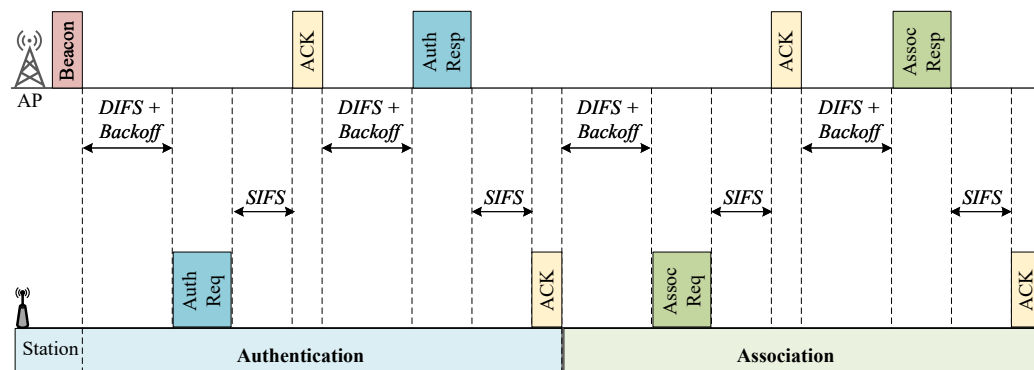 Beacon
ACK
Auth
Resp
ACK
Assoc
Resp
AP
DIFS +
Backoff
DIFS +
Backoff
DIFS +
Backoff
DIFS +
Backoff
SIFS
SIFS
SIFS
SIFS
Auth
Req
ACK
Assoc
Req
ACK
Station
Authentication
Association